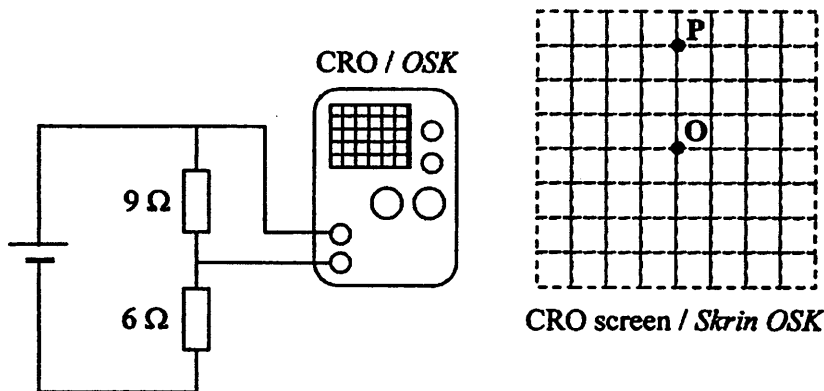 CRO / OSK
9 Ω
6 Ω
P
O
CRO screen / Skrin OSK